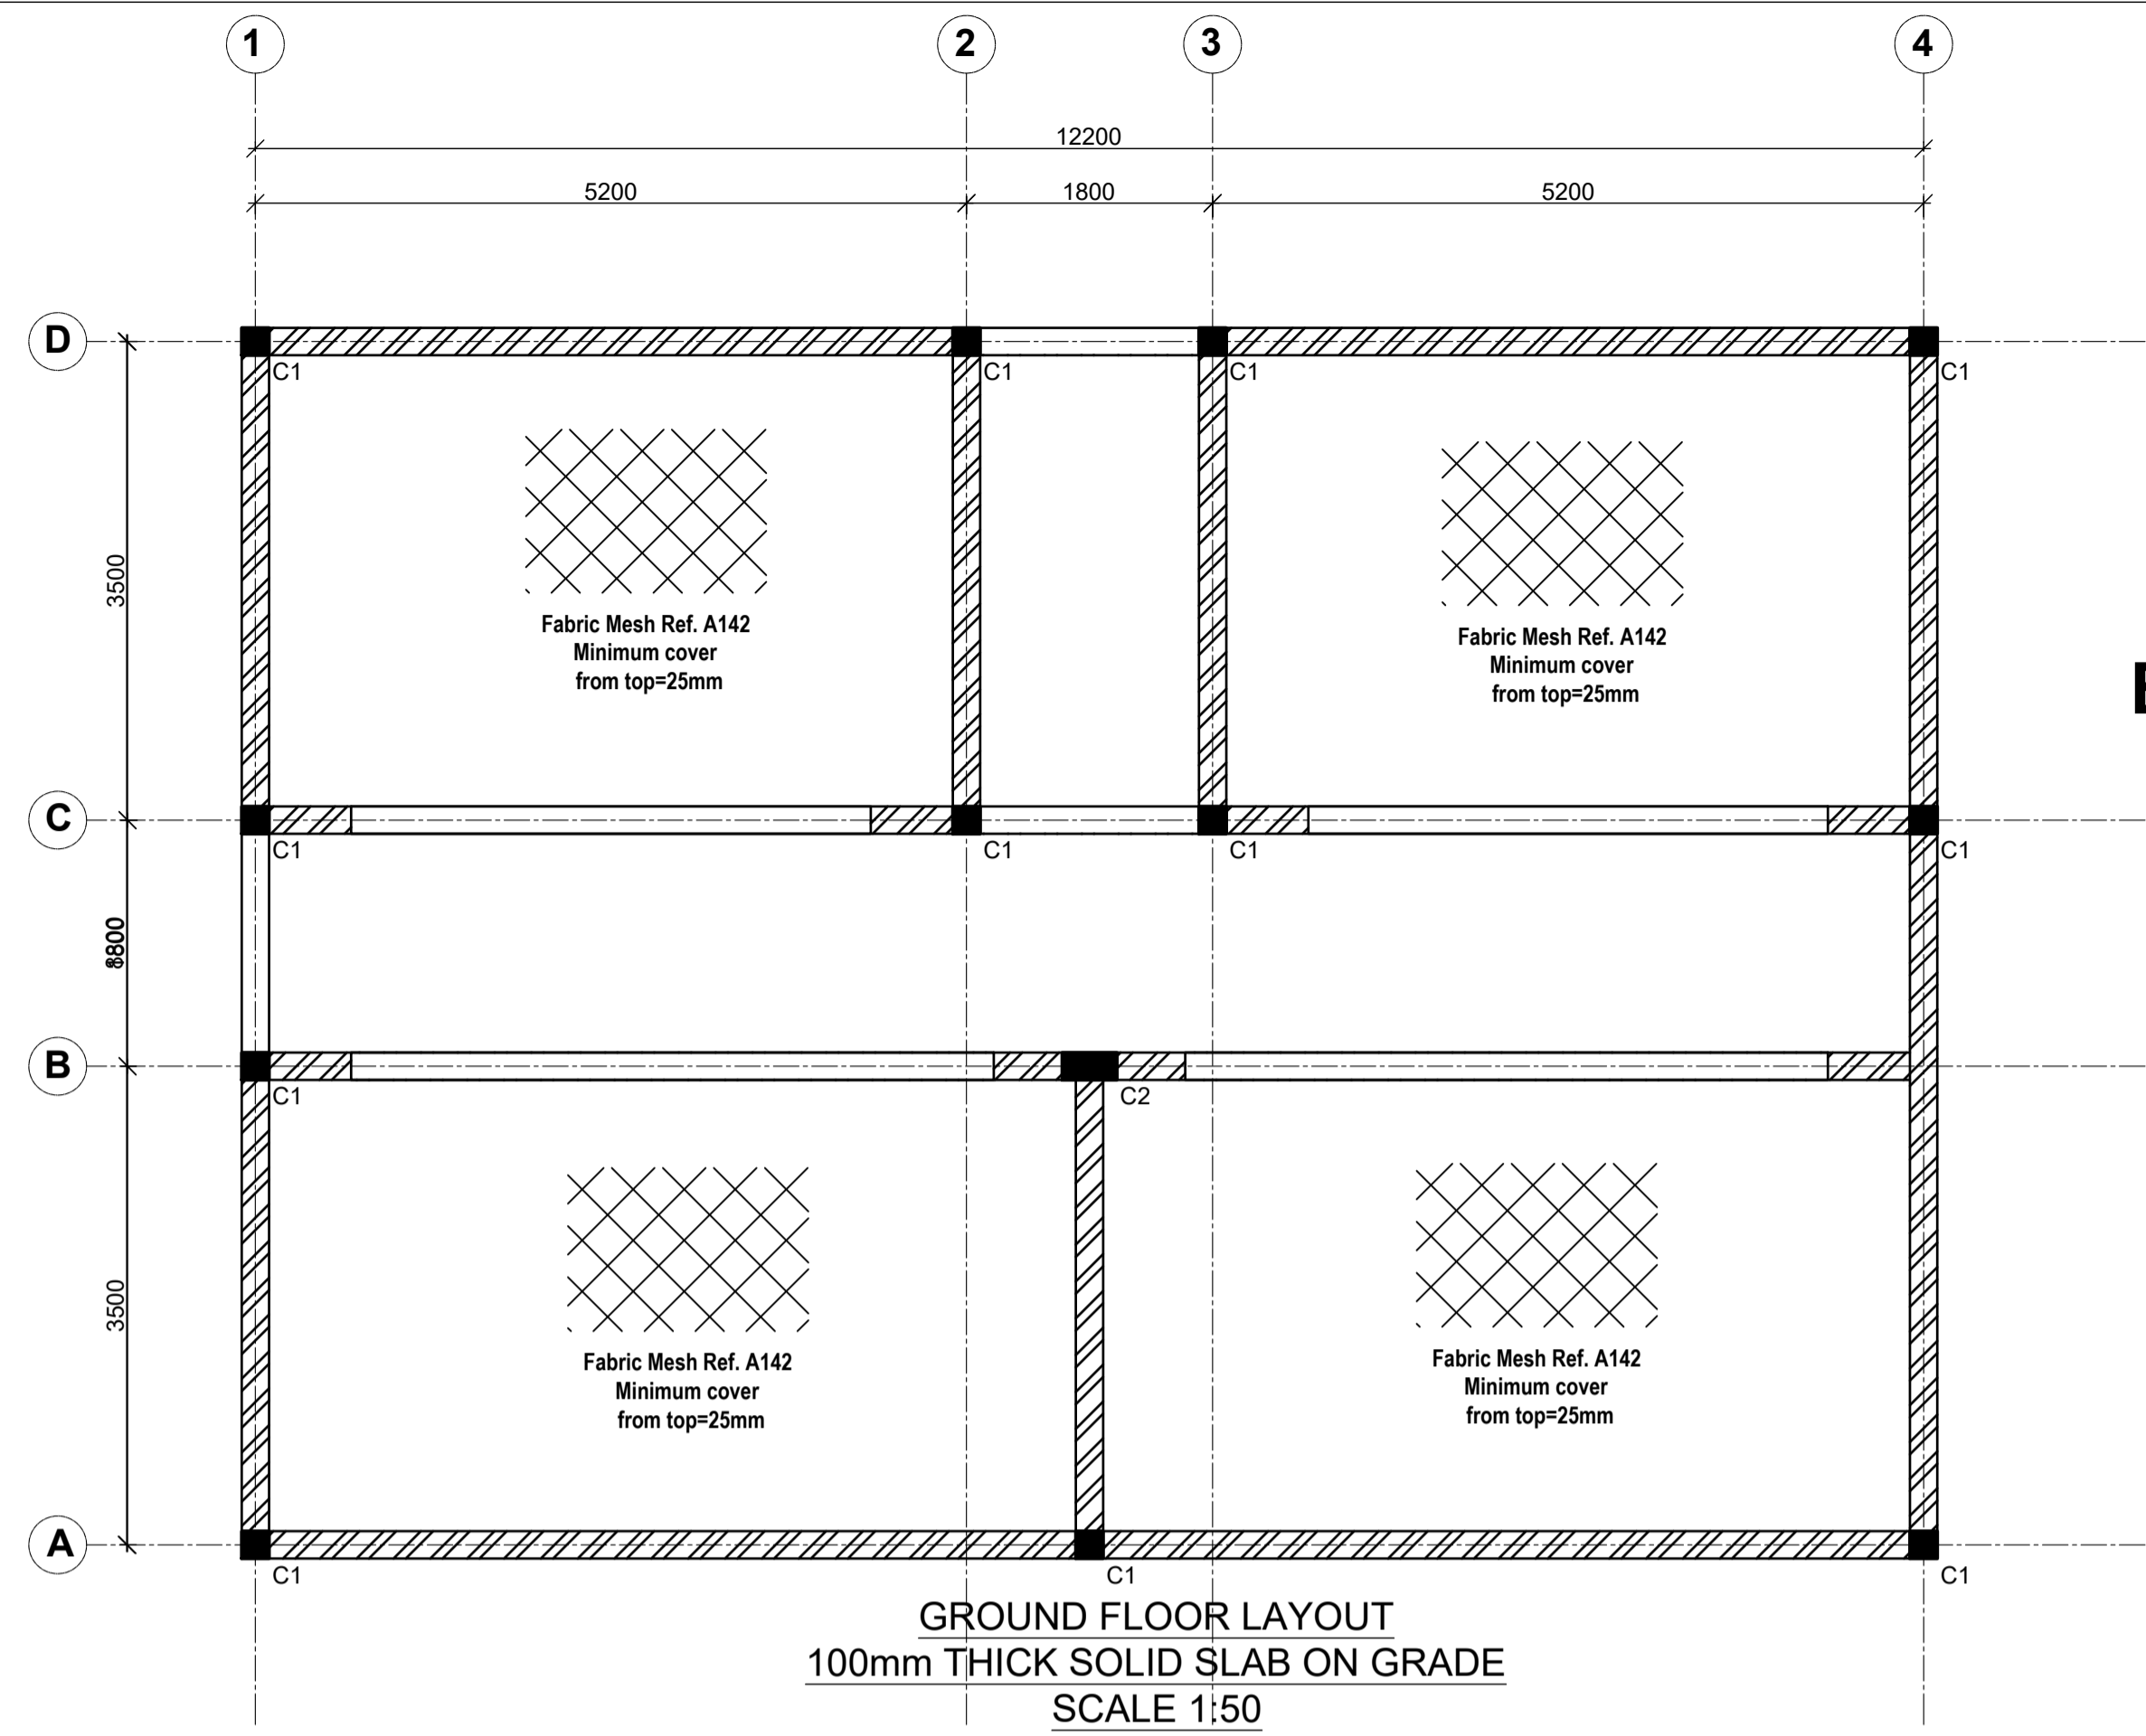 1
2
3
4
12200
5200
1800
5200
D
C1
C1
C1
C1
3500
Fabric Mesh Ref. A142
Minimum cover
from top=25mm
Fabric Mesh Ref. A142
Minimum cover
from top=25mm
C
C1
C1
C1
C1
8800
B
C1
C2
3500
Fabric Mesh Ref. A142
Minimum cover
from top=25mm
Fabric Mesh Ref. A142
Minimum cover
from top=25mm
A
C1
C1
C1
GROUND FLOOR LAYOUT
100mm THICK SOLID SLAB ON GRADE
SCALE 1:50